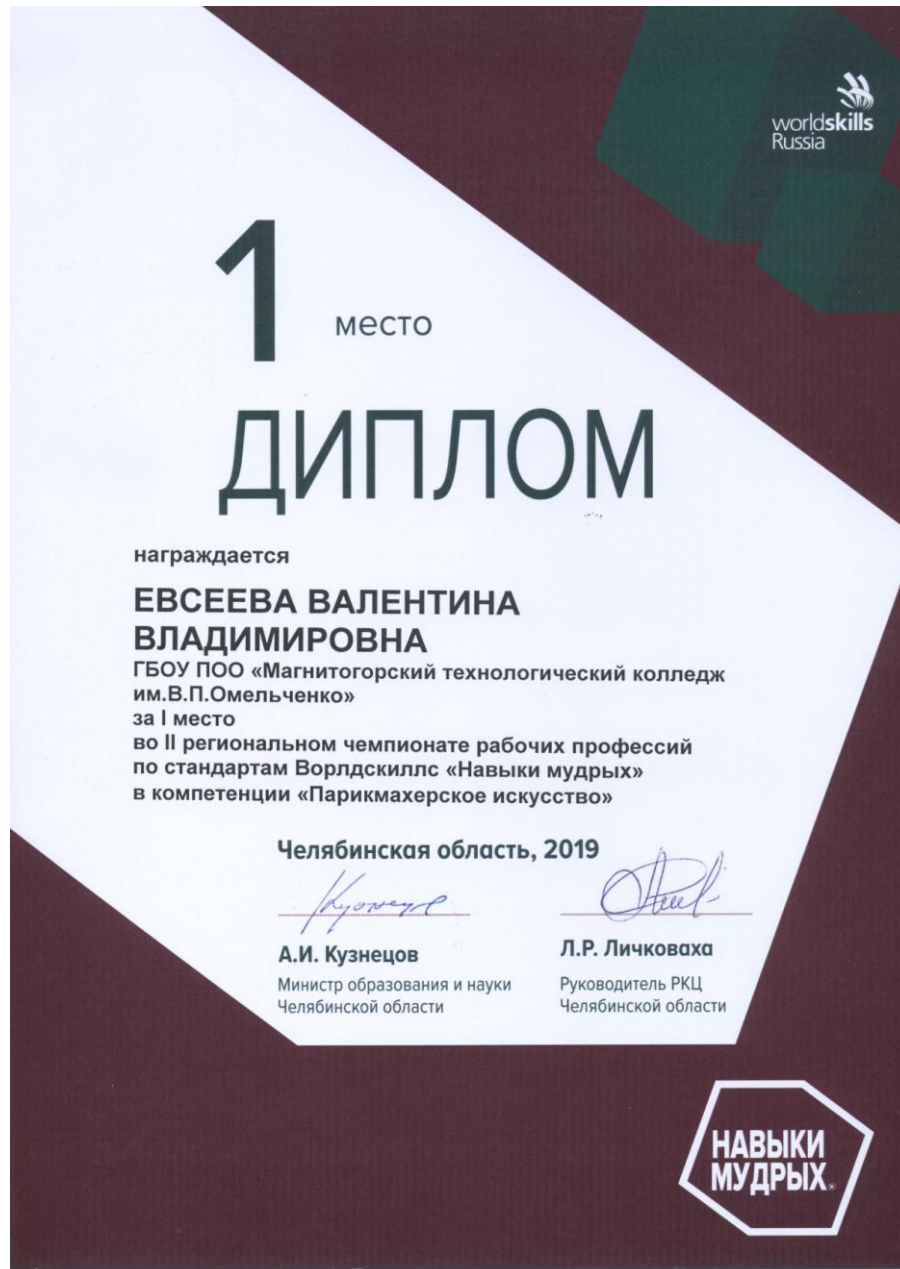 worldskills
Russia
1 место
ДИПЛОМ
награждается
ЕВСЕЕВА ВАЛЕНТИНА
ВЛАДИМИРОВНА
ГБОУ ПОО «Магнитогорский технологический колледж
им.В.П.Омельченко»
за I место
во II региональном чемпионате рабочих профессий
по стандартам Ворлдскиллс «Навыки мудрых»
в компетенции «Парикмахерское искусство»
Челябинская область, 2019
А.И. Кузнецов
Министр образования и науки
Челябинской области
Л.Р. Личковаха
Руководитель РКЦ
Челябинской области
НАВЫКИ
МУДРЫХ®